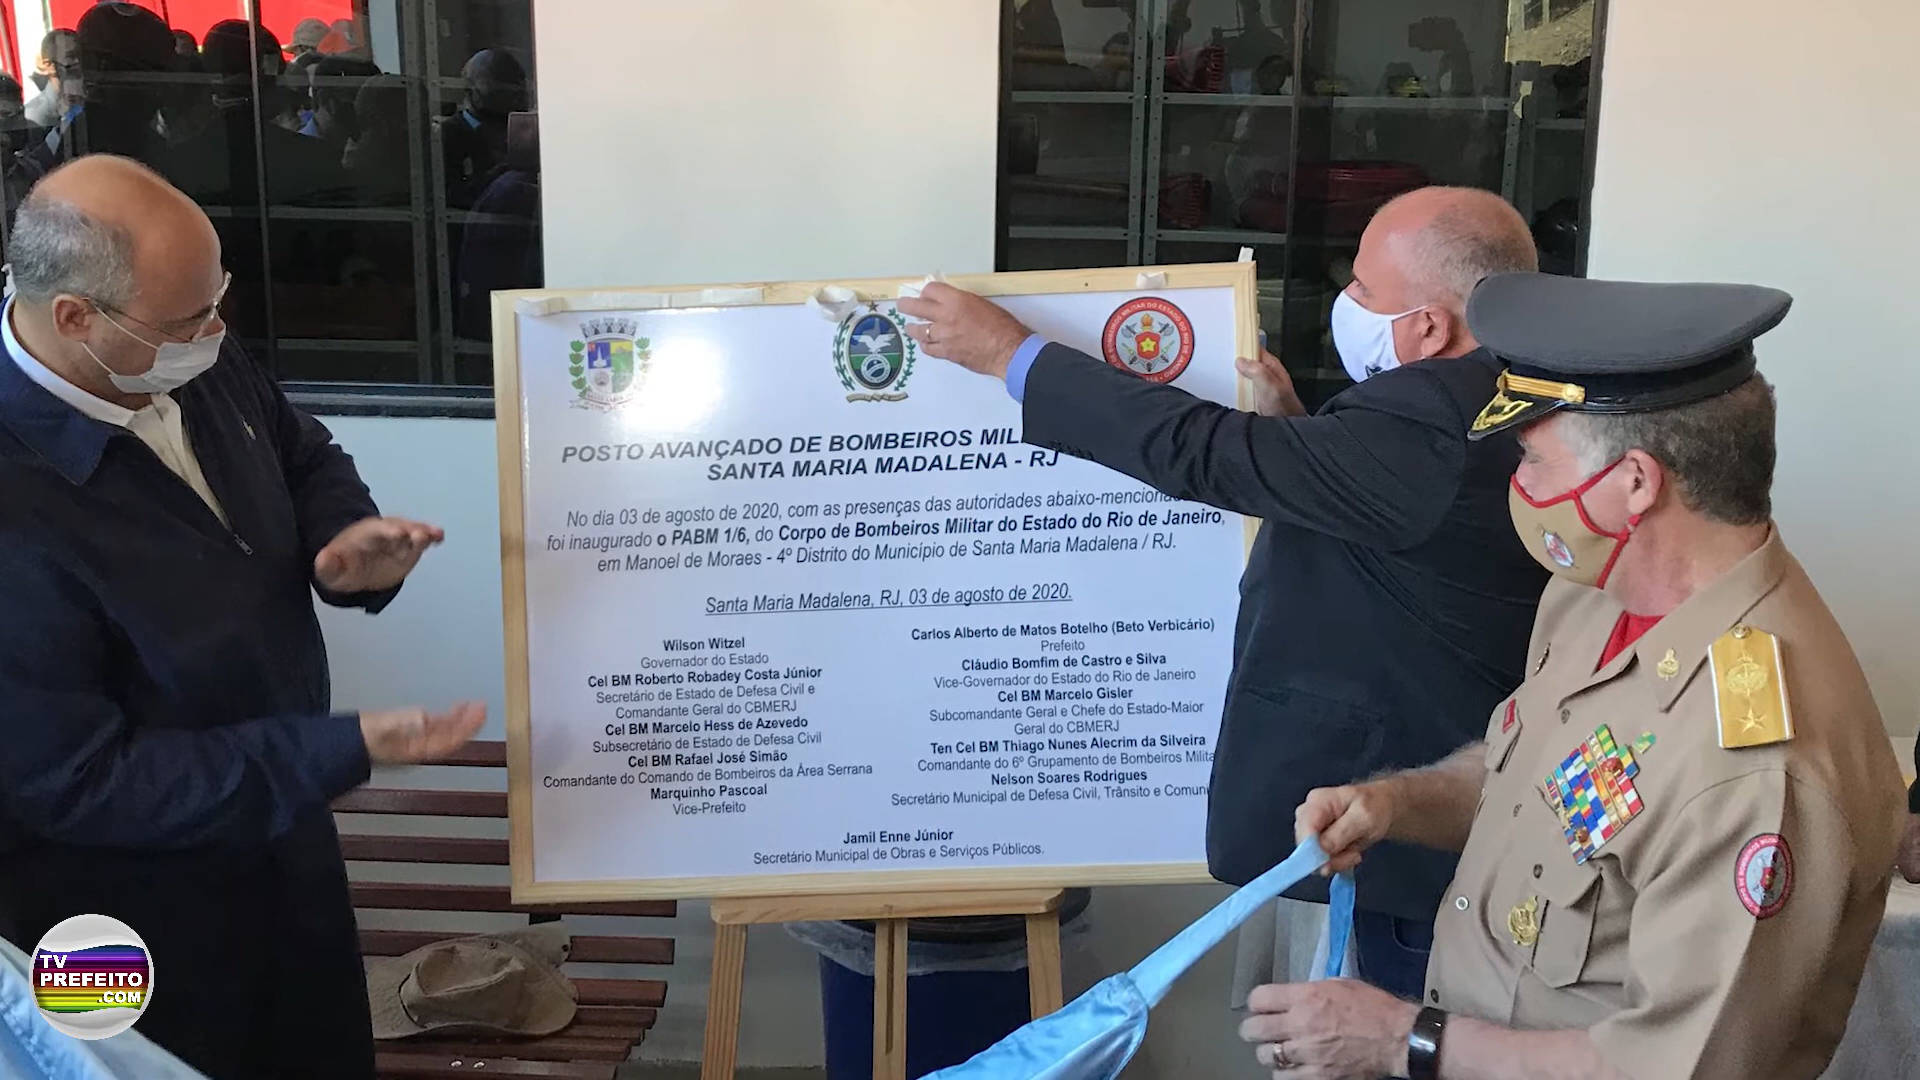 POSTO AVANÇADO DE BOMBEIROS
SANTA MARIA MADALENA - RJ
No dia 03 de agosto de 2020, com as presenças das autoridades
foi inaugurado o PABM 1/6, do Corpo de Bombeiros Militar do Estado do Rio de Janeiro,
em Manoel de Moraes - 4º Distrito do Município de Santa Maria Madalena / RJ.
Santa Maria Madalena, RJ, 03 de agosto de 2020.
Wilson Witzel
Governador do Estado
Cel BM Roberto Robadey Costa Júnior
Secretário de Estado de Defesa Civil e
Comandante Geral do CBMERJ
Cel BM Marcelo Hess de Azevedo
Subsecretário de Estado de Defesa Civil
Cel BM Rafael José Simão
Comandante do Comando de Bombeiros da Área Serrana
Marquinho Pascoal
Vice-Prefeito
Carlos Alberto de Matos Botelho (Beto Verbicário)
Prefeito
Cláudio Bomfim de Castro e Silva
Vice-Governador do Estado do Rio de Janeiro
Cel BM Marcelo Gisler
Subcomandante Geral e Chefe do Estado-Maior
Geral do CBMERJ
Ten Cel BM Thiago Nunes Alecrim da Silveira
Comandante do 6º Grupamento de Bombeiros
Nelson Soares Rodrigues
Secretário Municipal de Defesa Civil, Trânsito e
Jamil Enne Júnior
Secretário Municipal de Obras e Serviços Públicos.
TV
PREFEITO
.COM